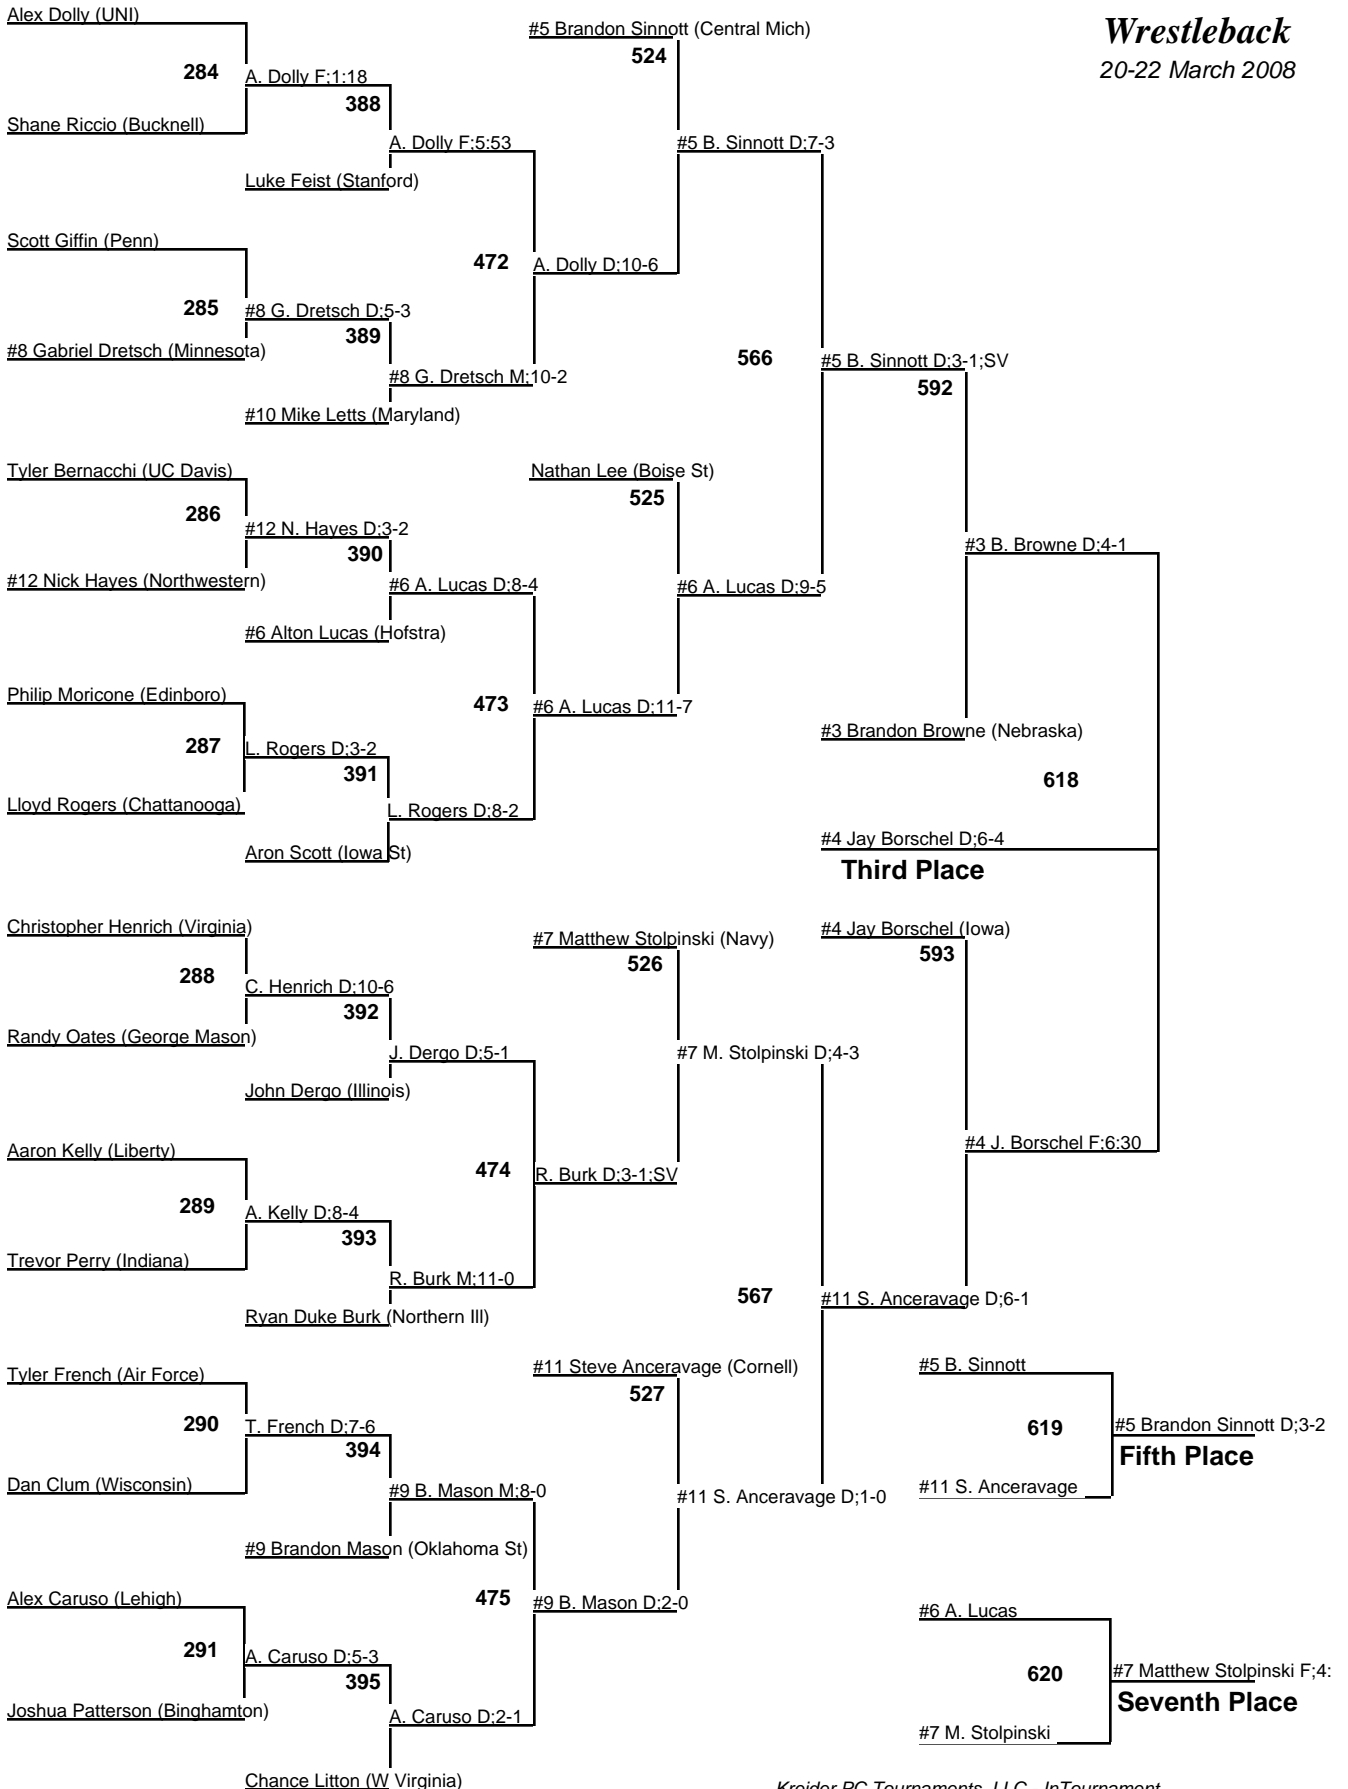 Alex Dolly (UNI)
#5 Brandon Sinnott (Central Mich)
Wrestleback
20-22 March 2008
524
284
A. Dolly F;1:18
388
Shane Riccio (Bucknell)
A. Dolly F;5:53
#5 B. Sinnott D;7-3
Luke Feist (Stanford)
Scott Giffin (Penn)
472
A. Dolly D;10-6
285
#8 G. Dretsch D;5-3
389
#8 Gabriel Dretsch (Minnesota)
566
#5 B. Sinnott D;3-1;SV
#8 G. Dretsch M;10-2
592
#10 Mike Letts (Maryland)
Tyler Bernacchi (UC Davis)
Nathan Lee (Boise St)
525
286
#12 N. Hayes D;3-2
390
#3 B. Browne D;4-1
#12 Nick Hayes (Northwestern)
#6 A. Lucas D;8-4
#6 A. Lucas D;9-5
#6 Alton Lucas (Hofstra)
Philip Moricone (Edinboro)
473
#6 A. Lucas D;11-7
#3 Brandon Browne (Nebraska)
287
L. Rogers D;3-2
391
618
Lloyd Rogers (Chattanooga)
L. Rogers D;8-2
#4 Jay Borschel D;6-4
Aron Scott (Iowa St)
Third Place
Christopher Henrich (Virginia)
#7 Matthew Stolpinski (Navy)
#4 Jay Borschel (Iowa)
526
593
288
C. Henrich D;10-6
392
Randy Oates (George Mason)
J. Dergo D;5-1
#7 M. Stolpinski D;4-3
John Dergo (Illinois)
Aaron Kelly (Liberty)
#4 J. Borschel F;6:30
474
R. Burk D;3-1;SV
289
A. Kelly D;8-4
393
Trevor Perry (Indiana)
R. Burk M;11-0
567
#11 S. Anceravage D;6-1
Ryan Duke Burk (Northern Ill)
Tyler French (Air Force)
#11 Steve Anceravage (Cornell)
#5 B. Sinnott
527
290
T. French D;7-6
394
619
#5 Brandon Sinnott D;3-2
Fifth Place
Dan Clum (Wisconsin)
#9 B. Mason M;8-0
#11 S. Anceravage D;1-0
#11 S. Anceravage
#9 Brandon Mason (Oklahoma St)
Alex Caruso (Lehigh)
475
#9 B. Mason D;2-0
#6 A. Lucas
291
A. Caruso D;5-3
395
620
#7 Matthew Stolpinski F;4:
Seventh Place
Joshua Patterson (Binghamton)
A. Caruso D;2-1
#7 M. Stolpinski
Chance Litton (W Virginia)
Kreider PC Tournaments, LLC - InTournament